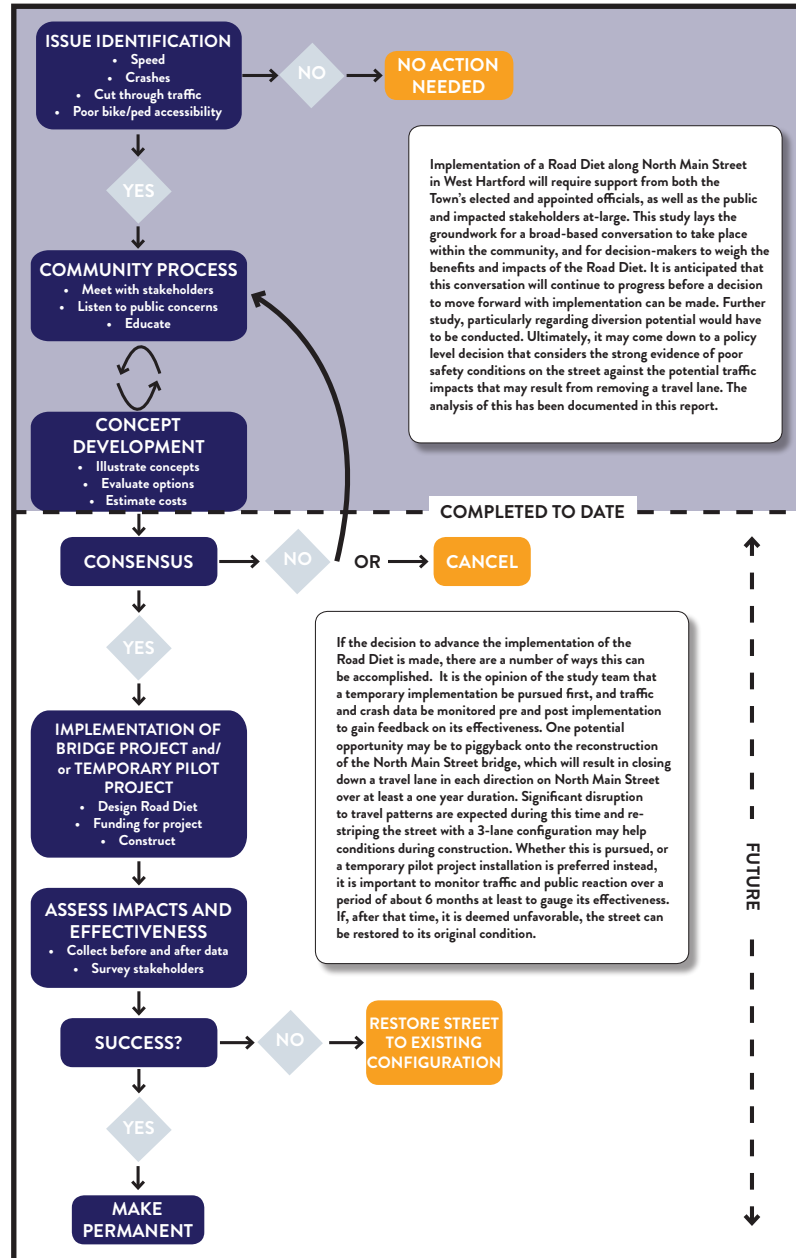 ISSUE IDENTIFICATION
• Speed
• Crashes
• Cut through traffic
• Poor bike/ped accessibility
NO
NO ACTION
NEEDED
YES
Implementation of a Road Diet along North Main Street
in West Hartford will require support from both the
Town's elected and appointed officials, as well as the public
and impacted stakeholders at-large. This study lays the
groundwork for a broad-based conversation to take place
within the community, and for decision-makers to weigh the
benefits and impacts of the Road Diet. It is anticipated that
this conversation will continue to progress before a decision
to move forward with implementation can be made. Further
study, particularly regarding diversion potential would have
to be conducted. Ultimately, it may come down to a policy
level decision that considers the strong evidence of poor
safety conditions on the street against the potential traffic
impacts that may result from removing a travel lane. The
analysis of this has been documented in this report.
COMMUNITY PROCESS
• Meet with stakeholders
• Listen to public concerns
• Educate
CONCEPT
DEVELOPMENT
• Illustrate concepts
• Evaluate options
• Estimate costs
COMPLETED TO DATE
CONSENSUS
NO
OR
CANCEL
YES
If the decision to advance the implementation of the
Road Diet is made, there are a number of ways this can
be accomplished.  It is the opinion of the study team that
a temporary implementation be pursued first, and traffic
and crash data be monitored pre and post implementation
to gain feedback on its effectiveness. One potential
opportunity may be to piggyback onto the reconstruction
of the North Main Street bridge, which will result in closing
down a travel lane in each direction on North Main Street
over at least a one year duration. Significant disruption
to travel patterns are expected during this time and re-
striping the street with a 3-lane configuration may help
conditions during construction. Whether this is pursued, or
a temporary pilot project installation is preferred instead,
it is important to monitor traffic and public reaction over a
period of about 6 months at least to gauge its effectiveness.
If, after that time, it is deemed unfavorable, the street can
be restored to its original condition.
IMPLEMENTATION OF
BRIDGE PROJECT and/
or TEMPORARY PILOT
PROJECT
• Design Road Diet
• Funding for project
• Construct
FUTURE
ASSESS IMPACTS AND
EFFECTIVENESS
• Collect before and after data
• Survey stakeholders
SUCCESS?
NO
RESTORE STREET
TO EXISTING
CONFIGURATION
YES
MAKE
PERMANENT